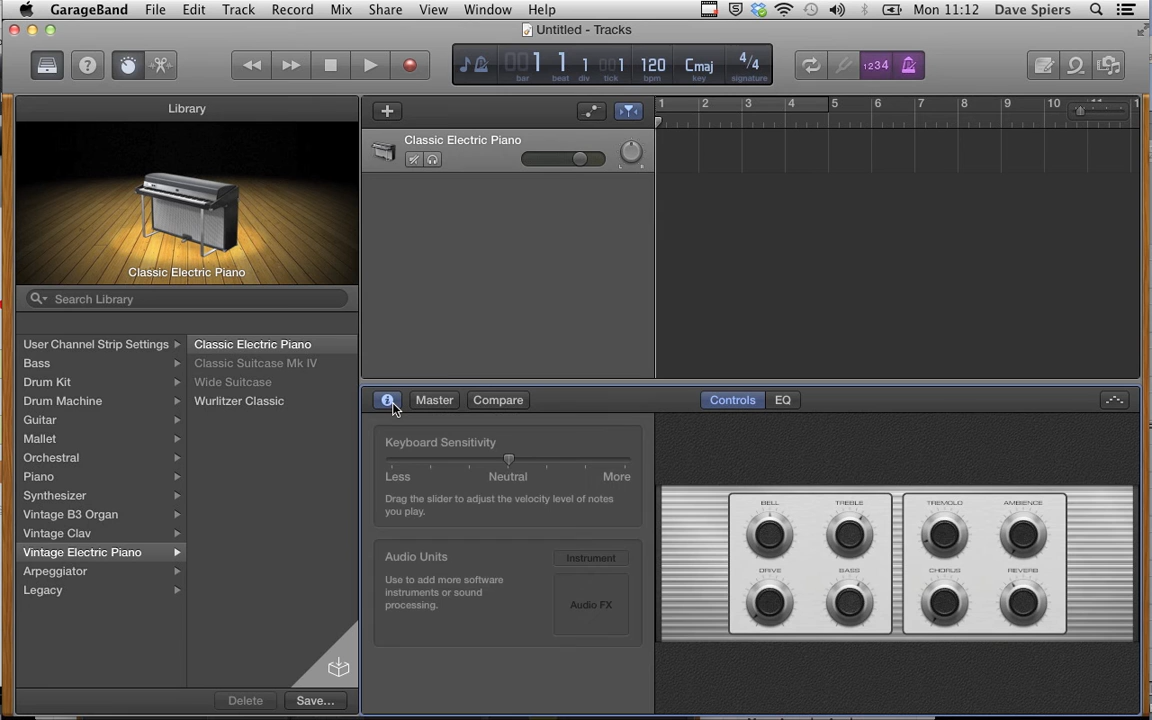 GarageBand File Edit Track Record Mix Share View Window Help Mon 11:12 Dave Spiers
Untitled - Tracks
001 1 1 001 120 Cmaj 4/4
bar beat div tick bpm key signature
1234
Library
1 2 3 4 5 6 7 8 9 10 11 1
Classic Electric Piano
L R
Classic Electric Piano
Search Library
User Channel Strip Settings
Bass
Drum Kit
Drum Machine
Guitar
Mallet
Orchestral
Piano
Synthesizer
Vintage B3 Organ
Vintage Clav
Vintage Electric Piano
Arpeggiator
Legacy
Classic Electric Piano
Classic Suitcase Mk IV
Wide Suitcase
Wurlitzer Classic
Delete Save...
Master Compare Controls EQ
Keyboard Sensitivity
Less Neutral More
Drag the slider to adjust the velocity level of notes
you play.
Audio Units Instrument
Use to add more software
instruments or sound
processing.
Audio FX
BELL TREBLE TREMOLO AMBIENCE
DRIVE BASS CHORUS REVERB